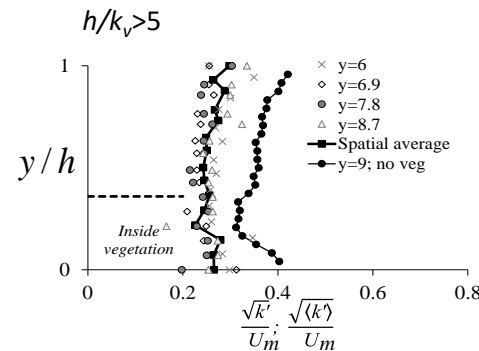 h/kᵥ>5
1
y/h
0
Inside
vegetation
0 0.2 0.4 0.6 0.8
√k'/Uₘ; √⟨k'⟩/Uₘ
y=6
y=6.9
y=7.8
y=8.7
Spatial average
y=9; no veg